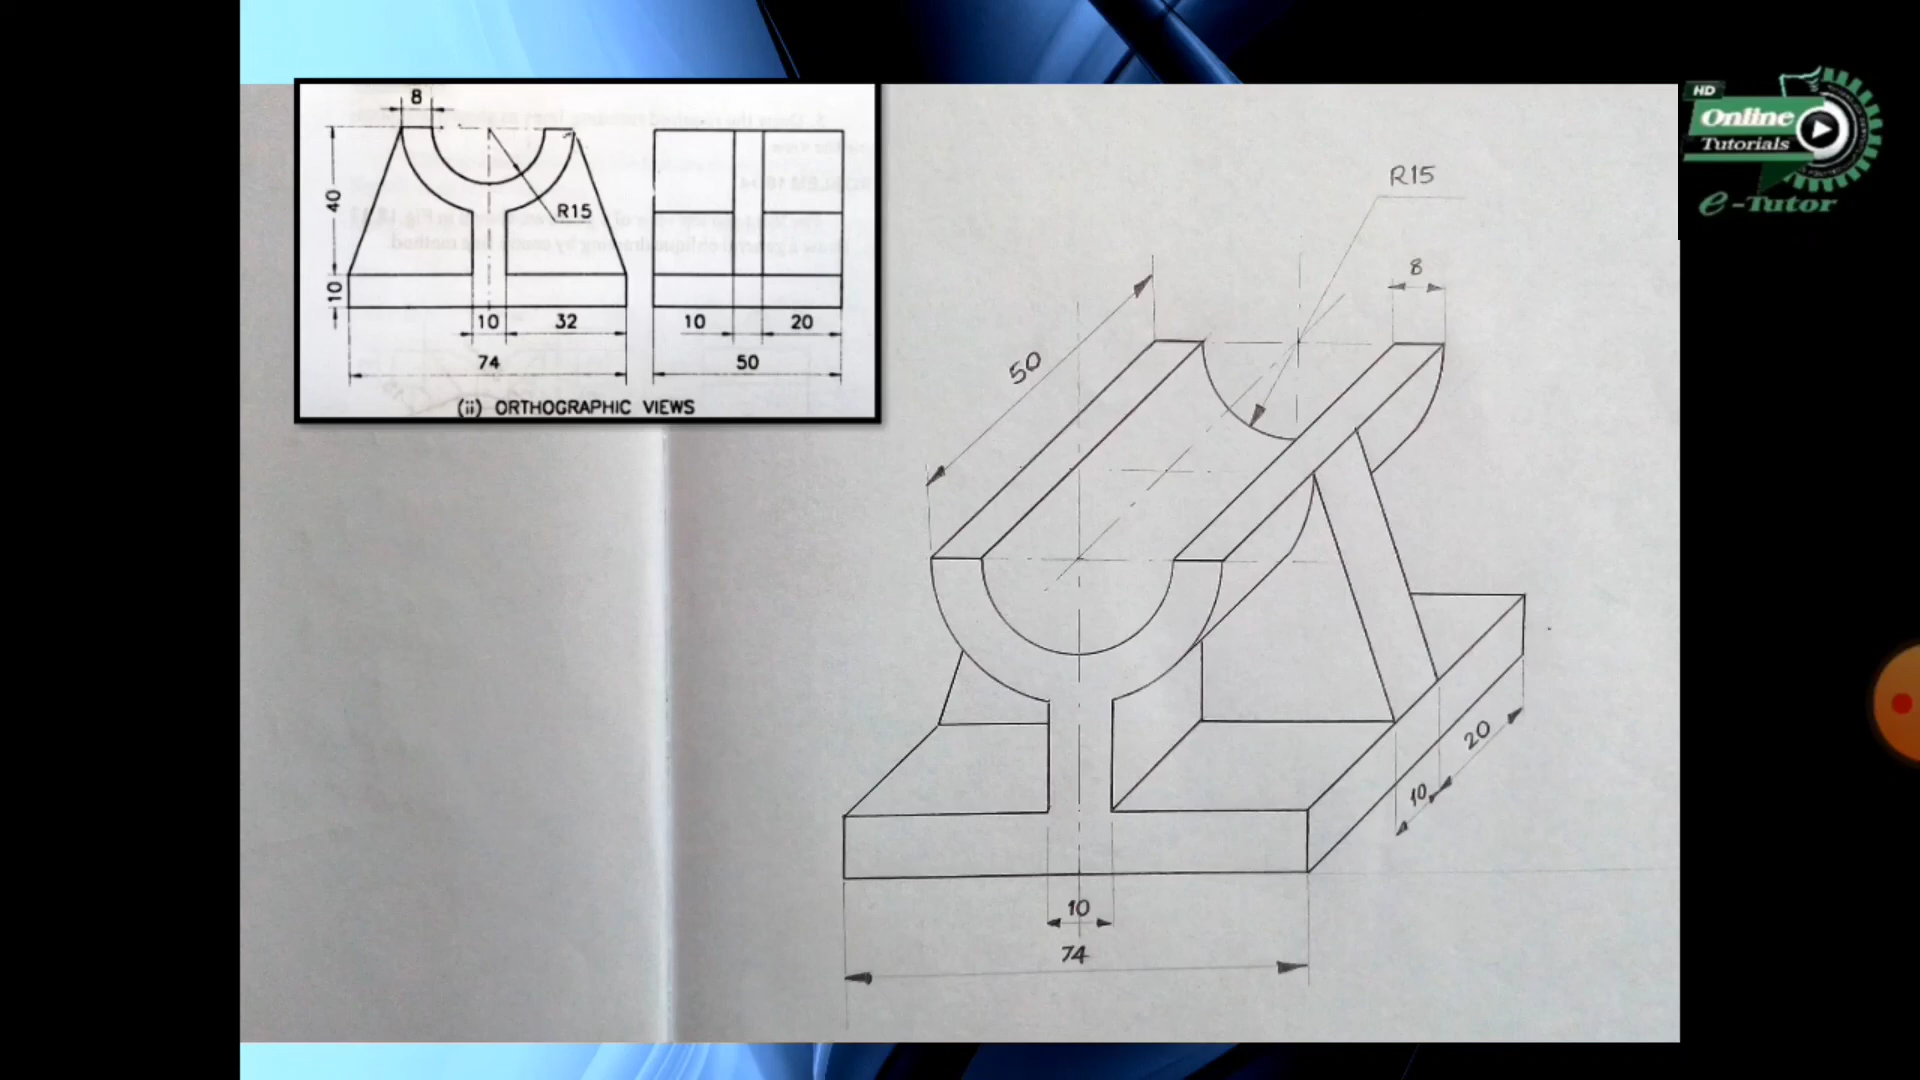 8
40
R15
10
10
32
10
20
74
50
(ii) ORTHOGRAPHIC VIEWS
HD
Online
Tutorials
e-Tutor
R15
8
50
20
10
10
74